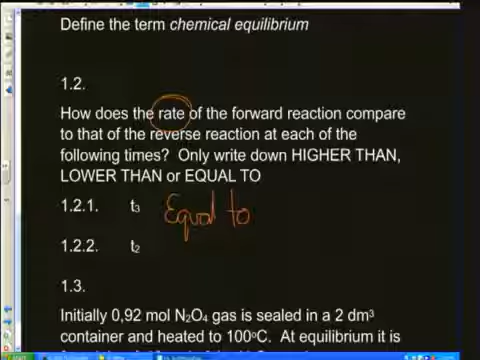 Define the term chemical equilibrium
1.2.
How does the rate of the forward reaction compare
to that of the reverse reaction at each of the
following times? Only write down HIGHER THAN,
LOWER THAN or EQUAL TO
1.2.1. t₃ Equal to
1.2.2. t₂
1.3.
Initially 0,92 mol N₂O₄ gas is sealed in a 2 dm³
container and heated to 100°C. At equilibrium it is